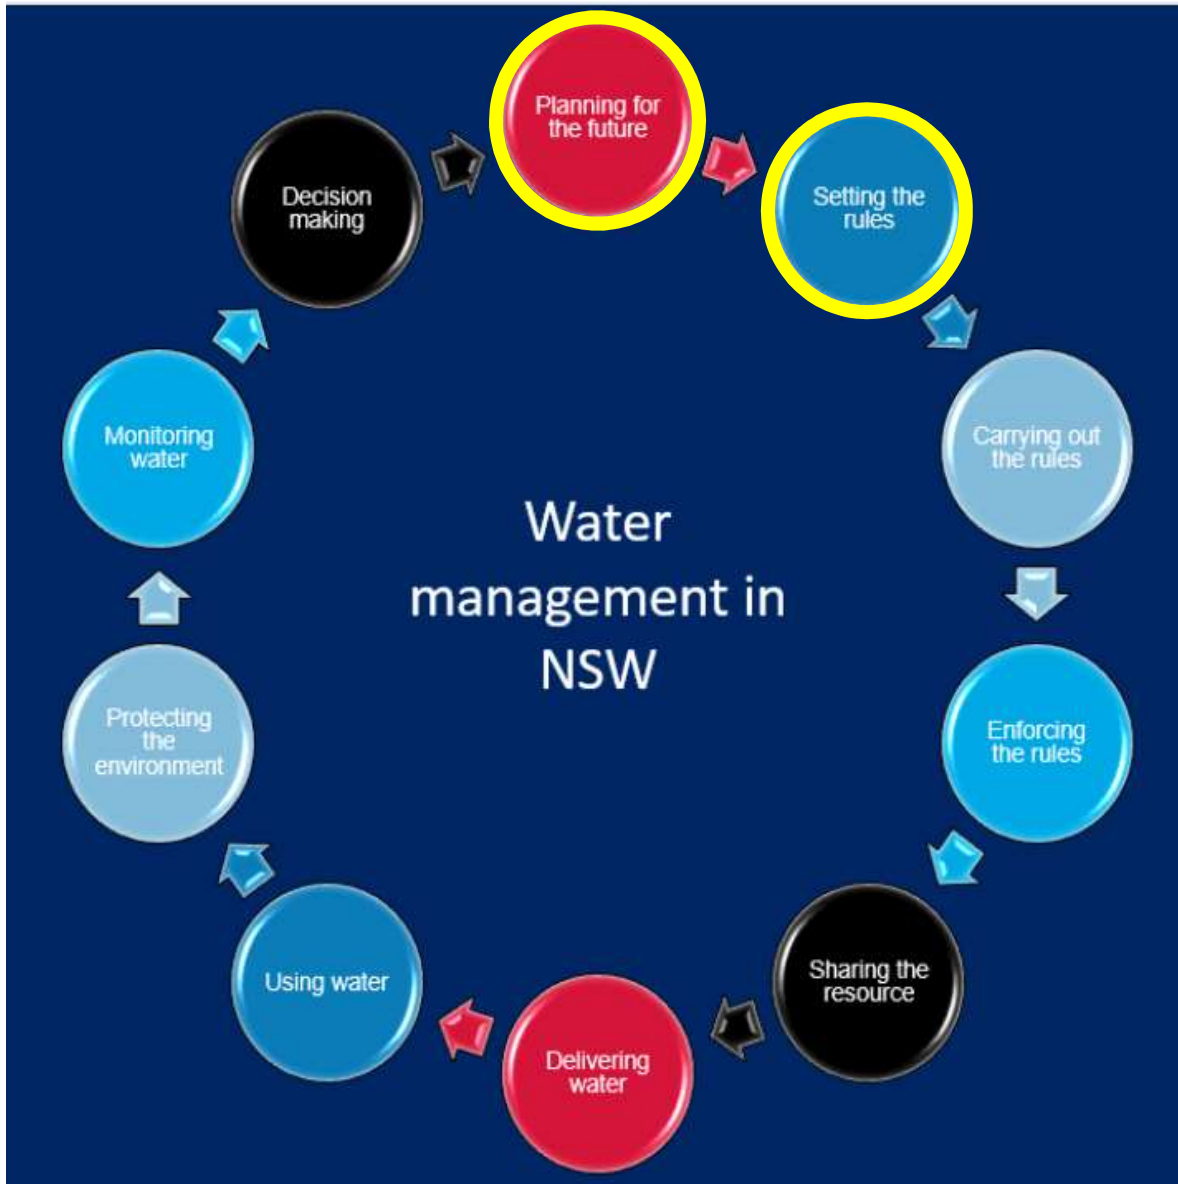 Planning for
the future
Setting the
rules
Carrying out
the rules
Enforcing
the rules
Sharing the
resource
Delivering
water
Using water
Protecting
the
environment
Monitoring
water
Decision
making
Water
management in
NSW